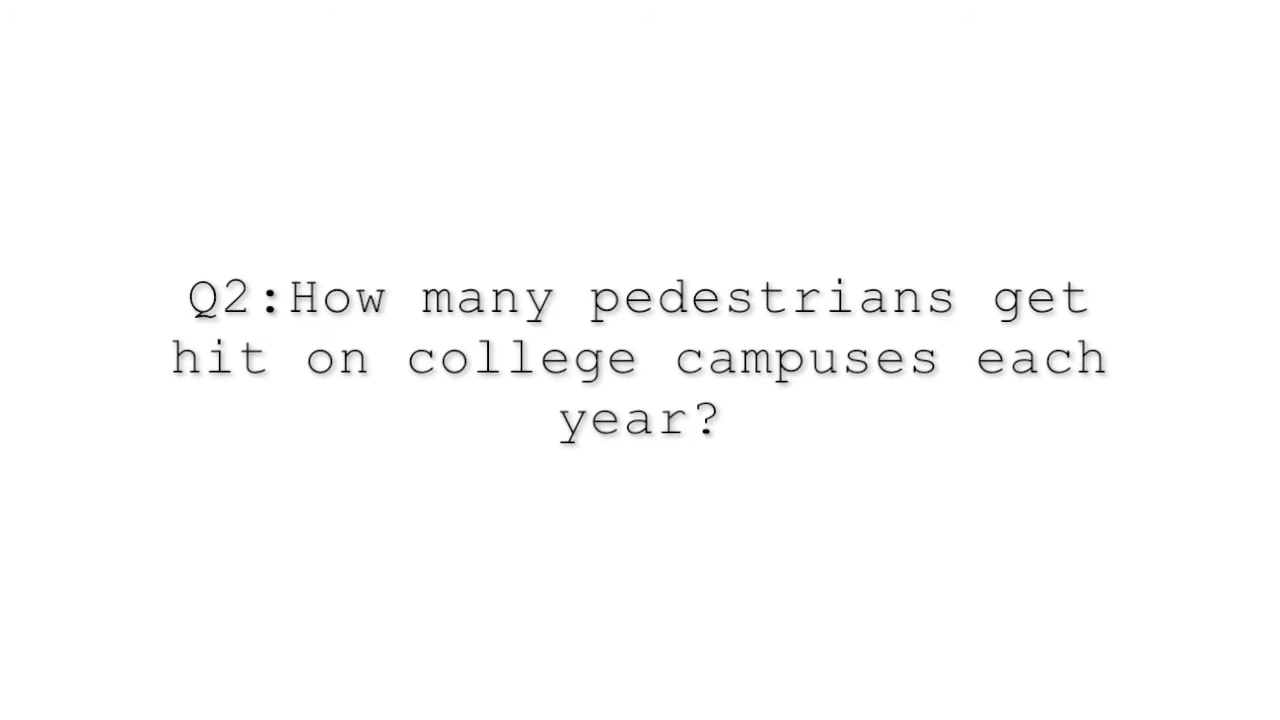 Q2:How many pedestrians get
hit on college campuses each
year?